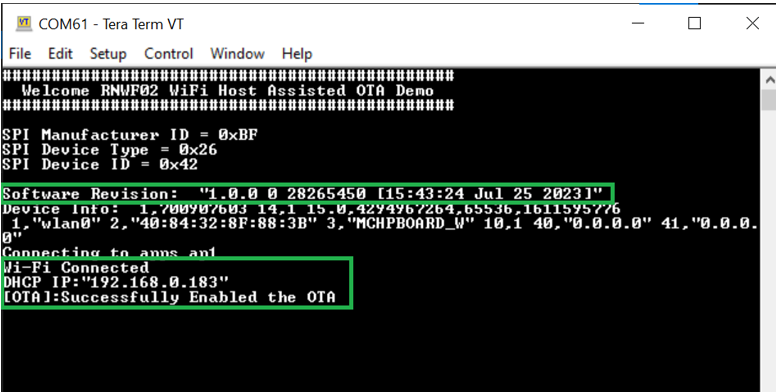 COM61 - Tera Term VT
File Edit Setup Control Window Help
##############################################
Welcome RNWF02 WiFi Host Assisted OTA Demo
##############################################
SPI Manufacturer ID = 0xBF
SPI Device Type = 0x26
SPI Device ID = 0x42
Software Revision: "1.0.0 0 28265450 [15:43:24 Jul 25 2023]"
Device Info: 1,700907603 14,1 15.0,4294967264,65536,1611595776
1,"wlan0" 2,"40:84:32:8F:88:3B" 3,"MCHPBOARD_W" 10,1 40,"0.0.0.0" 41,"0.0.0.
0"
Connecting to apps_ap1
Wi-Fi Connected
DHCP IP:"192.168.0.183"
[OTA]:Successfully Enabled the OTA